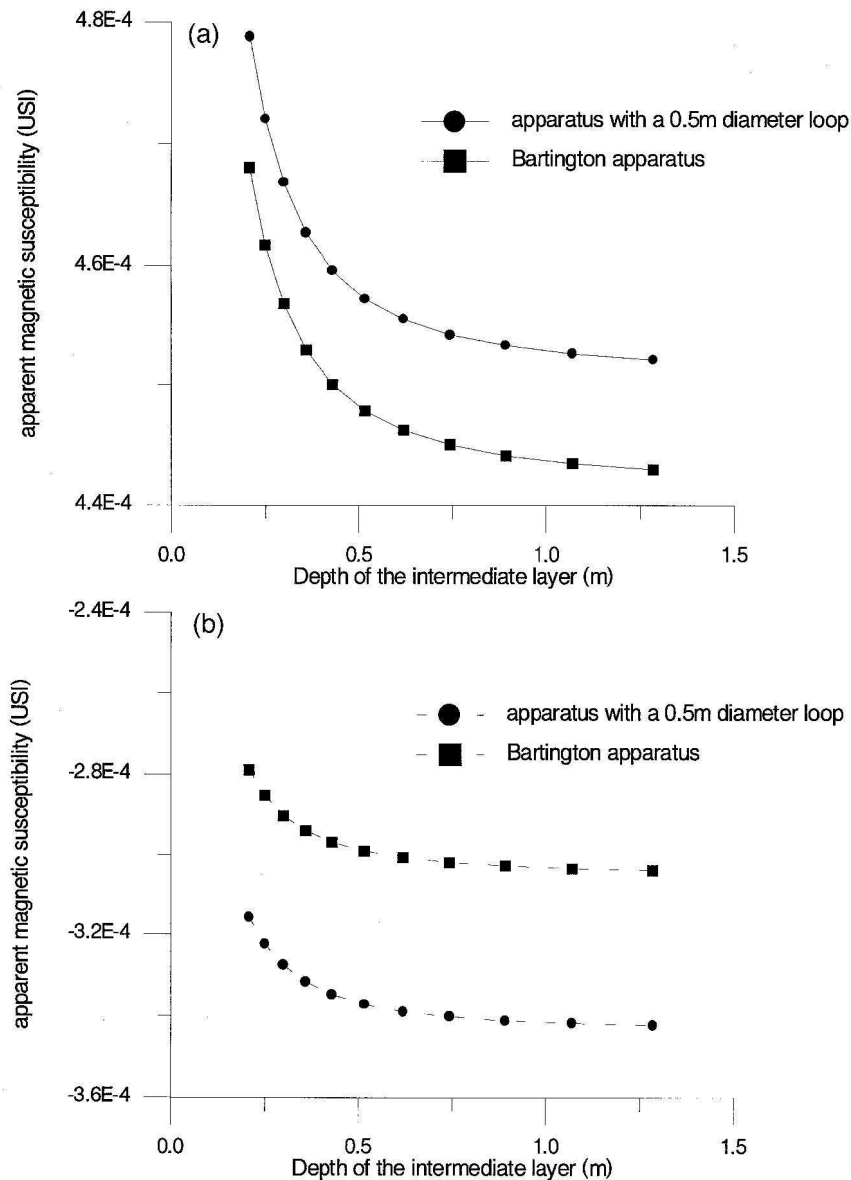 (a)
4.8E-4
4.6E-4
4.4E-4
apparent magnetic susceptibility (USI)
apparatus with a 0.5m diameter loop
Bartington apparatus
0.0
0.5
1.0
1.5
Depth of the intermediate layer (m)
(b)
-2.4E-4
-2.8E-4
-3.2E-4
-3.6E-4
apparent magnetic susceptibility (USI)
apparatus with a 0.5m diameter loop
Bartington apparatus
0.0
0.5
1.0
1.5
Depth of the intermediate layer (m)